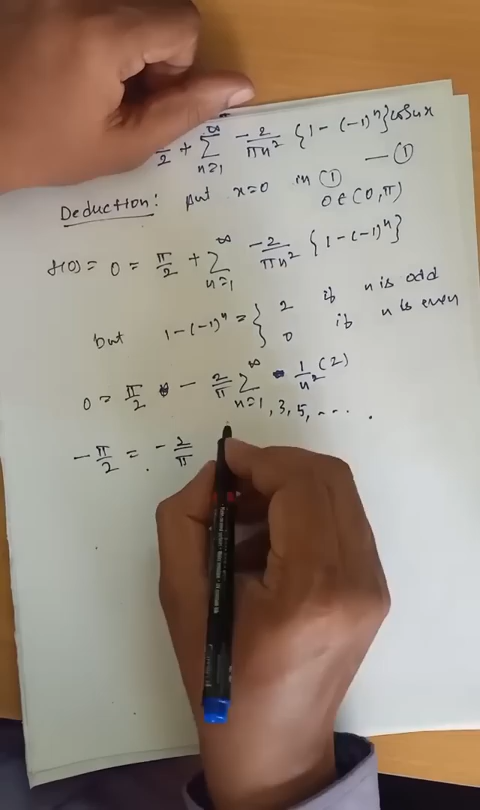 π/2 + ∑_{n=1}^{∞} -2/πn² {1-(-1)ⁿ} cosnx
— ①
Deduction: put x=0 in ①
0 ∈ (0, π)
f(0) = 0 = π/2 + ∑_{n=1}^{∞} -2/πn² {1-(-1)ⁿ}
but 1-(-1)ⁿ = { 2 if n is odd
0 if n is even
0 = π/2 - 2/π ∑_{n=1,3,5,...}^{∞} 1/n² (2)
-π/2 = -2/π